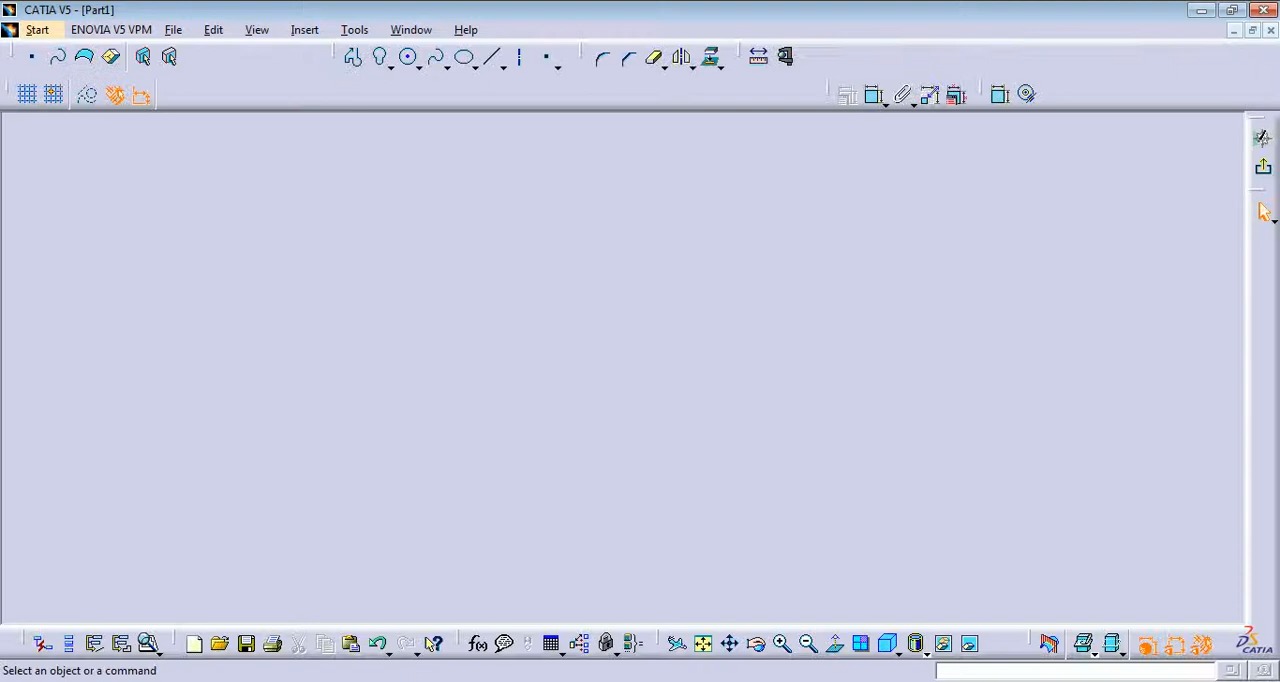 CATIA V5 - [Part1]
Start ENOVIA V5 VPM File Edit View Insert Tools Window Help
f(x)
DS CATIA
Select an object or a command